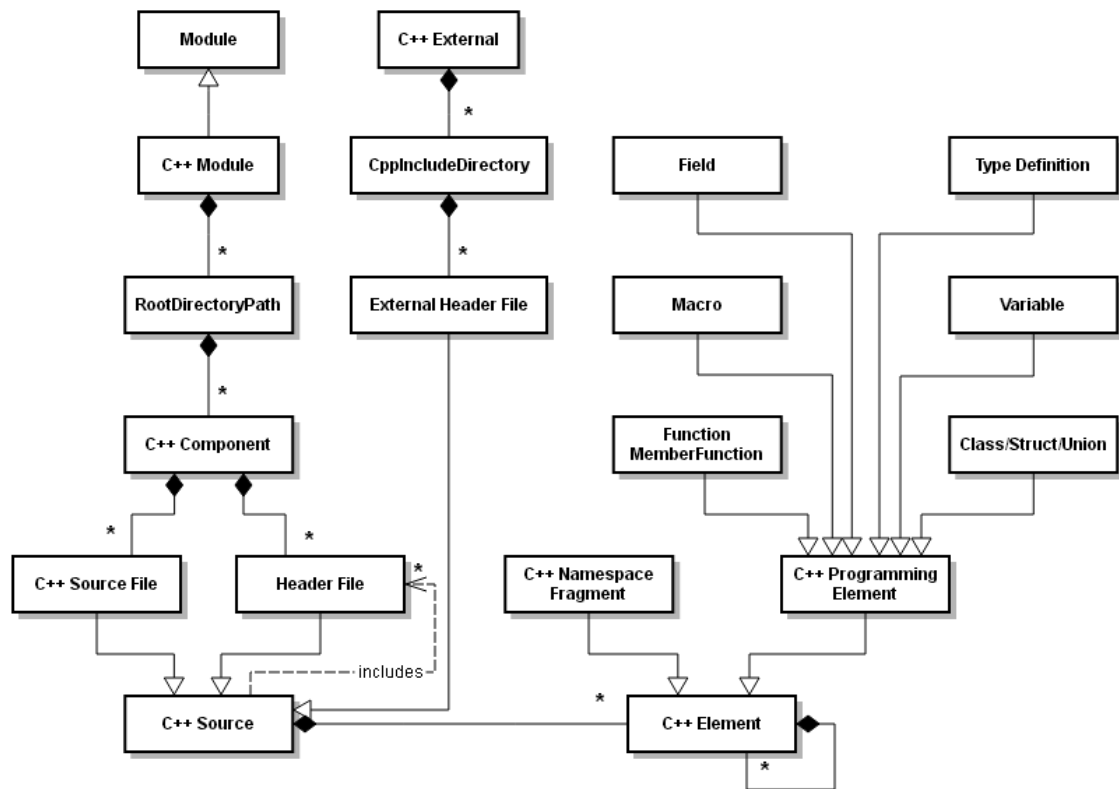 Module
C++ External
*
C++ Module
CppIncludeDirectory
Field
Type Definition
*
*
RootDirectoryPath
External Header File
Macro
Variable
*
C++ Component
Function
MemberFunction
Class/Struct/Union
*
*
C++ Source File
Header File
*
C++ Namespace
Fragment
C++ Programming
Element
includes
*
C++ Source
C++ Element
*